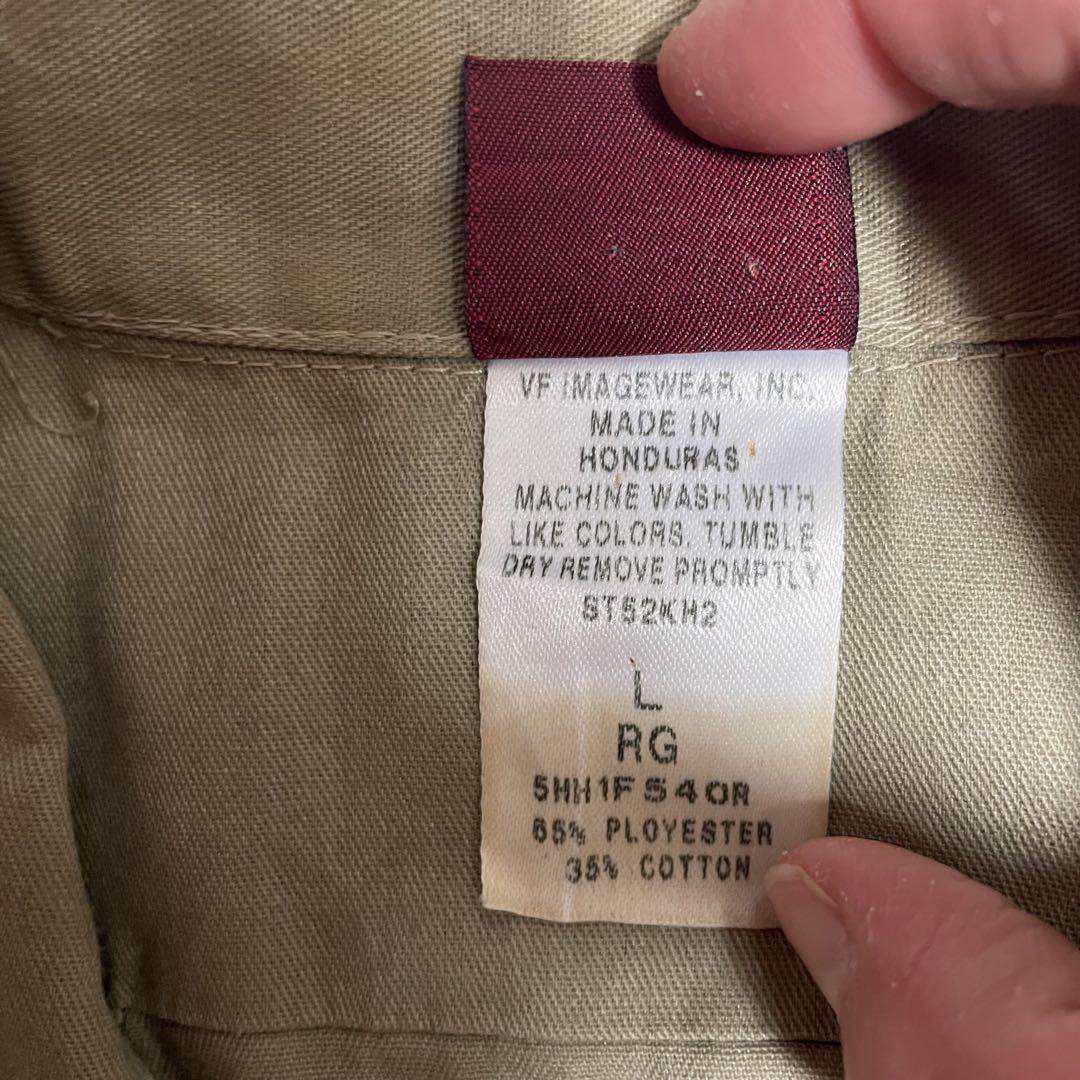 VF IMAGEWEAR, INC.
MADE IN
HONDURAS
MACHINE WASH WITH
LIKE COLORS, TUMBLE
DRY REMOVE PROMPTLY
ST52KH2
L
RG
5HH1FS40R
65% PLOYESTER
35% COTTON